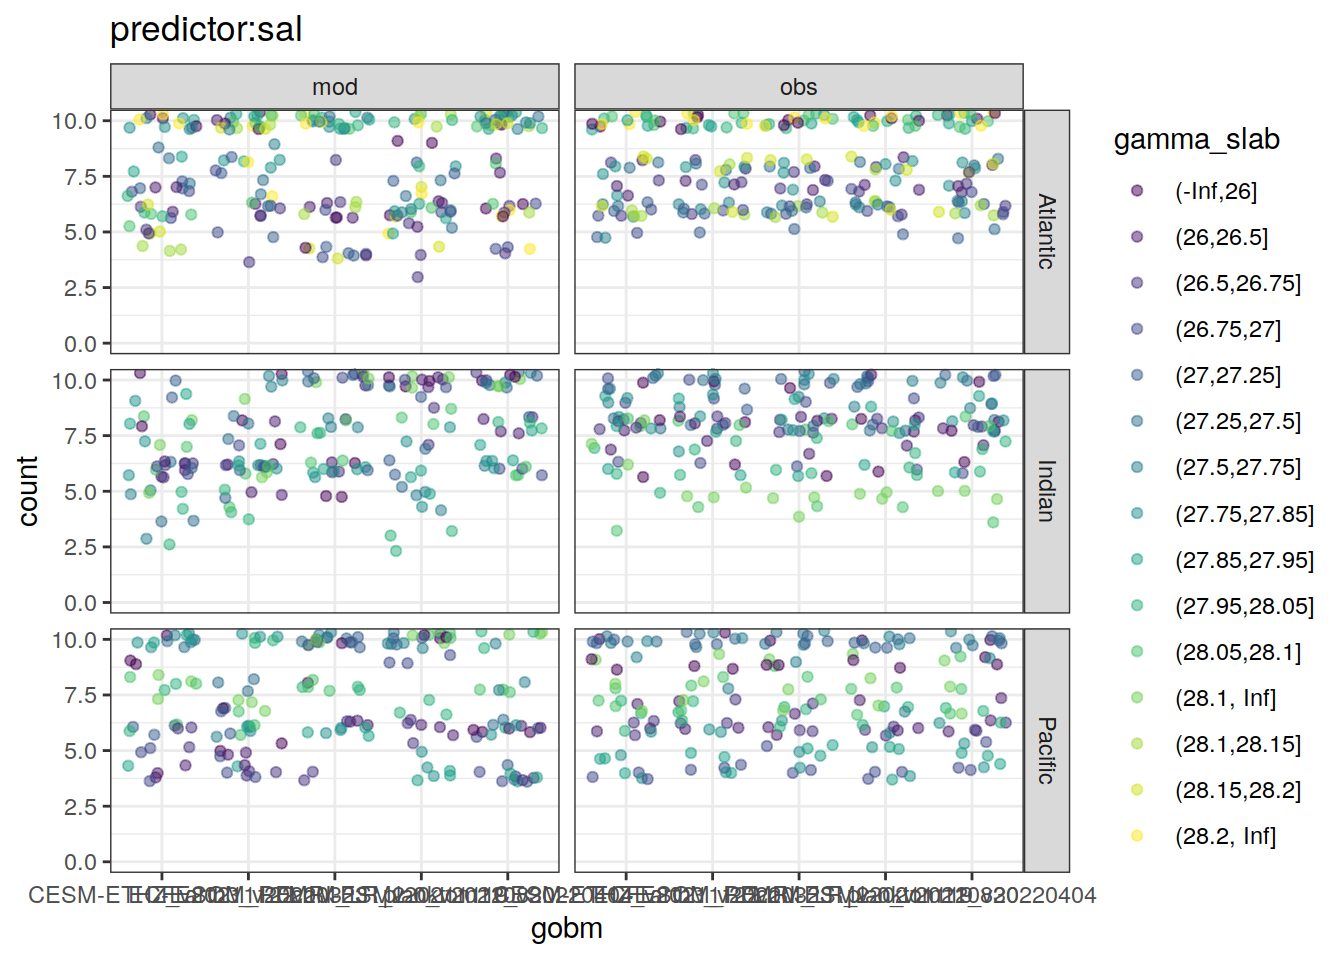 predictor:sal
mod
obs
10.0
7.5
5.0
2.5
0.0
Atlantic
10.0
7.5
5.0
2.5
0.0
Indian
10.0
7.5
5.0
2.5
0.0
Pacific
count
gobm
gamma_slab
(-Inf,26]
(26,26.5]
(26.5,26.75]
(26.75,27]
(27,27.25]
(27.25,27.5]
(27.5,27.75]
(27.75,27.85]
(27.85,27.95]
(27.95,28.05]
(28.05,28.1]
(28.1, Inf]
(28.1,28.15]
(28.15,28.2]
(28.2, Inf]